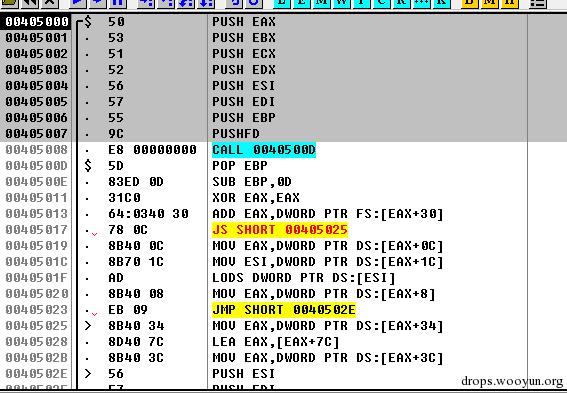 L E M W T C R ... K B M H
00405000 $ 50 PUSH EAX
00405001 · 53 PUSH EBX
00405002 · 51 PUSH ECX
00405003 · 52 PUSH EDX
00405004 · 56 PUSH ESI
00405005 · 57 PUSH EDI
00405006 · 55 PUSH EBP
00405007 · 9C PUSHFD
00405008 · E8 00000000 CALL 0040500D
0040500D $ 5D POP EBP
0040500E · 83ED 0D SUB EBP,0D
00405011 · 31C0 XOR EAX,EAX
00405013 · 64:0340 30 ADD EAX,DWORD PTR FS:[EAX+30]
00405017 · 78 0C JS SHORT 00405025
00405019 · 8B40 0C MOV EAX,DWORD PTR DS:[EAX+0C]
0040501C · 8B70 1C MOV ESI,DWORD PTR DS:[EAX+1C]
0040501F · AD LODS DWORD PTR DS:[ESI]
00405020 · 8B40 08 MOV EAX,DWORD PTR DS:[EAX+8]
00405023 · EB 09 JMP SHORT 0040502E
00405025 > 8B40 34 MOV EAX,DWORD PTR DS:[EAX+34]
00405028 · 8D40 7C LEA EAX,[EAX+7C]
0040502B · 8B40 3C MOV EAX,DWORD PTR DS:[EAX+3C]
0040502E > 56 PUSH ESI
0040502F · 57 PUSH EDI
drops.wooyun.org